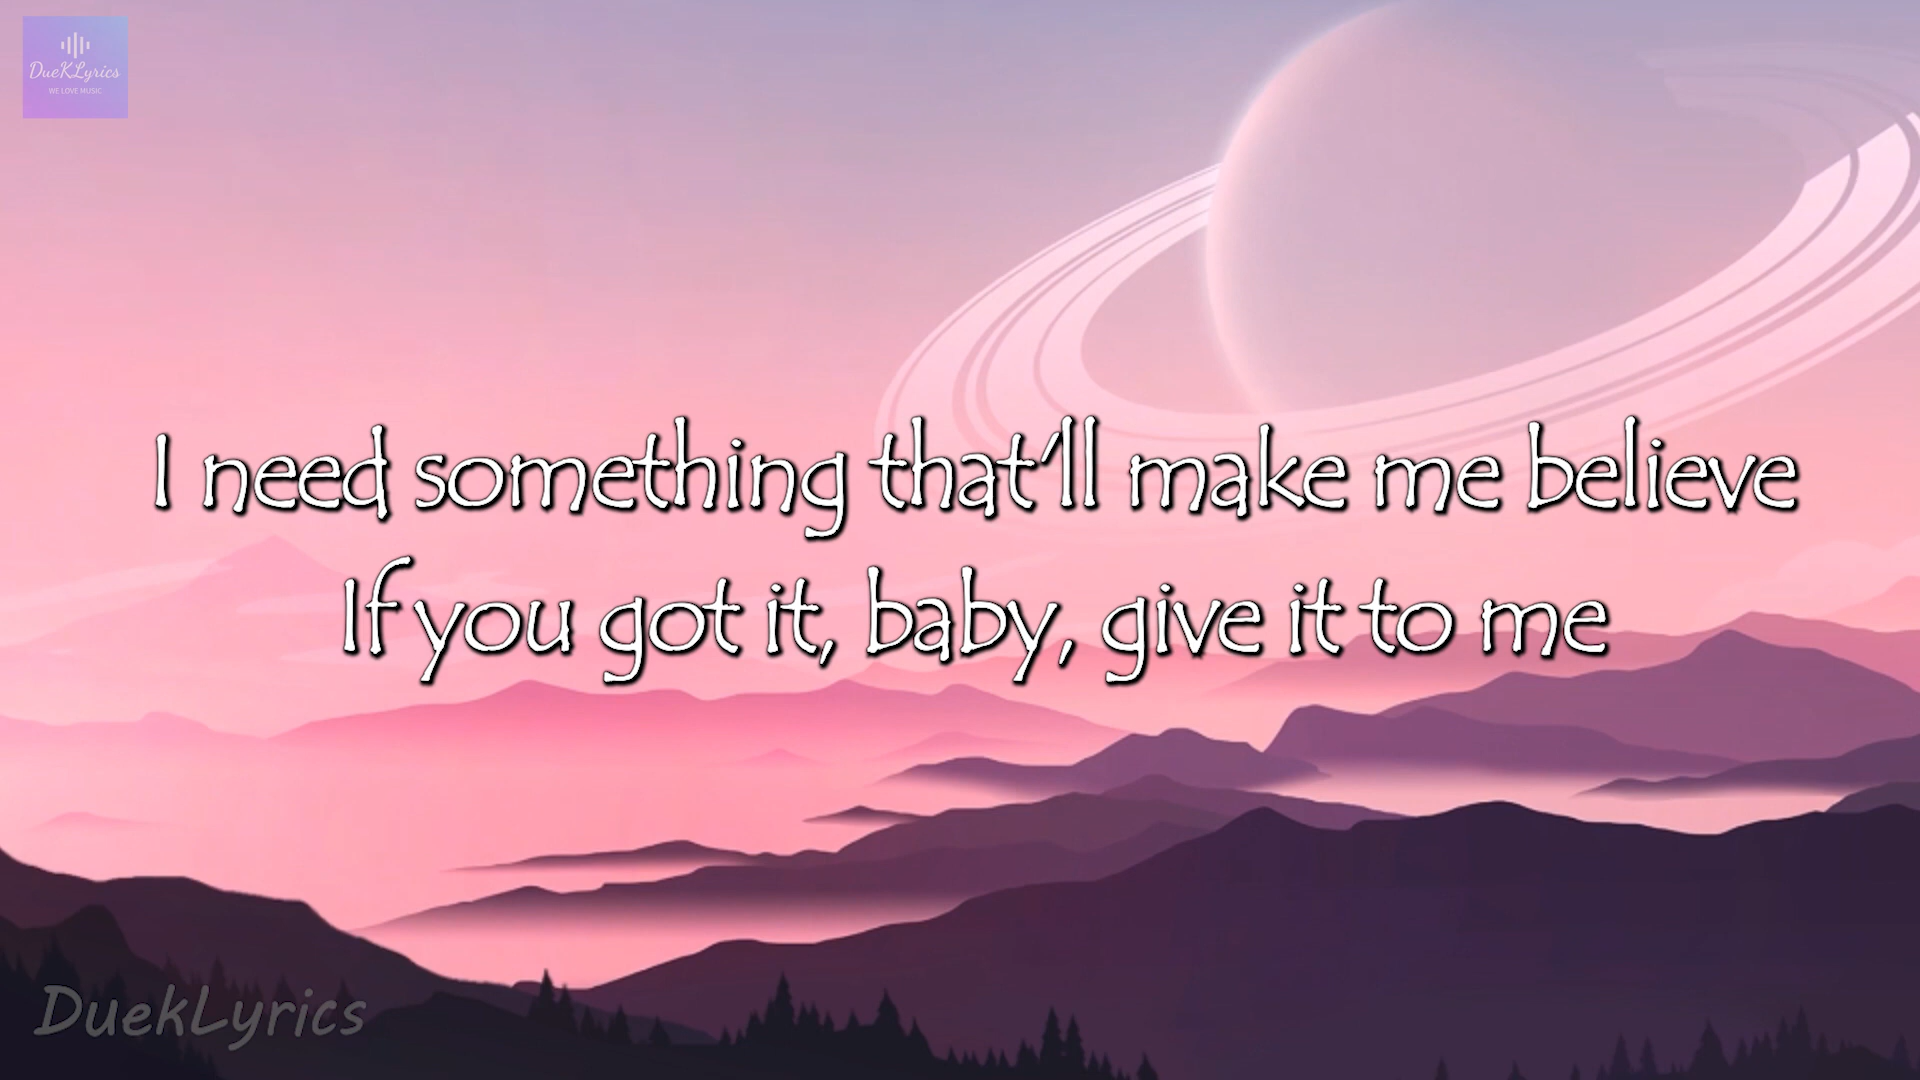 DueKLyrics
WE LOVE MUSIC
I need something that'll make me believe
If you got it, baby, give it to me
DuekLyrics